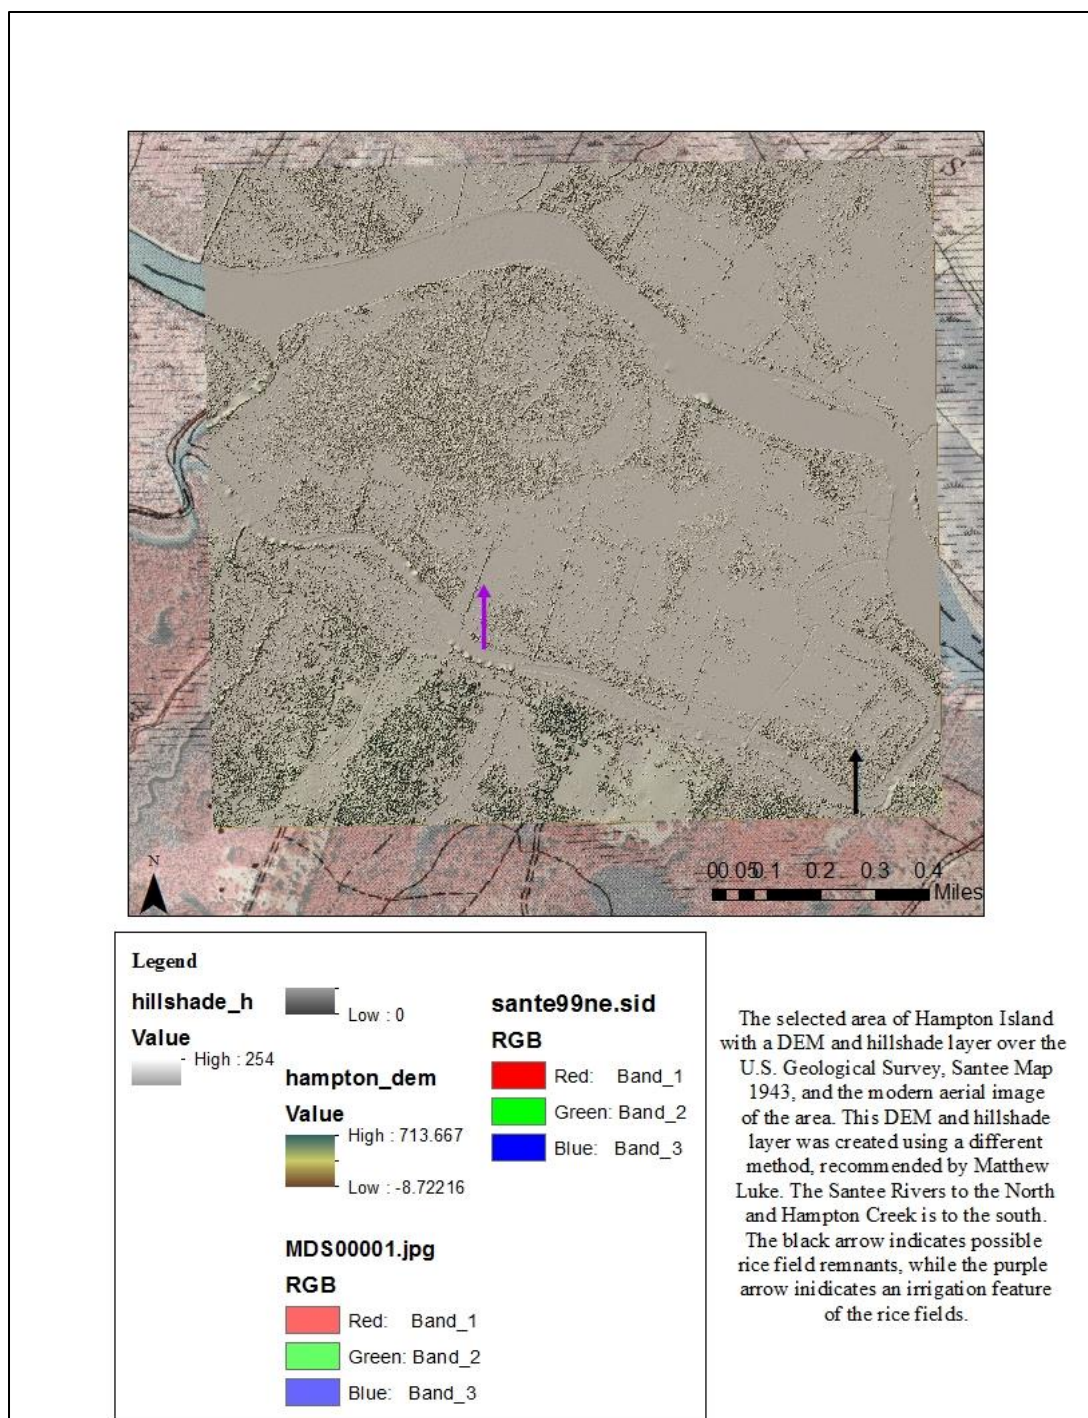 S
N
00.050.1 0.2 0.3 0.4
Miles
Legend
hillshade_h
Value
High : 254
Low : 0
hampton_dem
Value
High : 713.667
Low : -8.72216
MDS00001.jpg
RGB
Red: Band_1
Green: Band_2
Blue: Band_3
sante99ne.sid
RGB
Red: Band_1
Green: Band_2
Blue: Band_3
The selected area of Hampton Island
with a DEM and hillshade layer over the
U.S. Geological Survey, Santee Map
1943, and the modern aerial image
of the area. This DEM and hillshade
layer was created using a different
method, recommended by Matthew
Luke. The Santee Rivers to the North
and Hampton Creek is to the south.
The black arrow indicates possible
rice field remnants, while the purple
arrow inidicates an irrigation feature
of the rice fields.